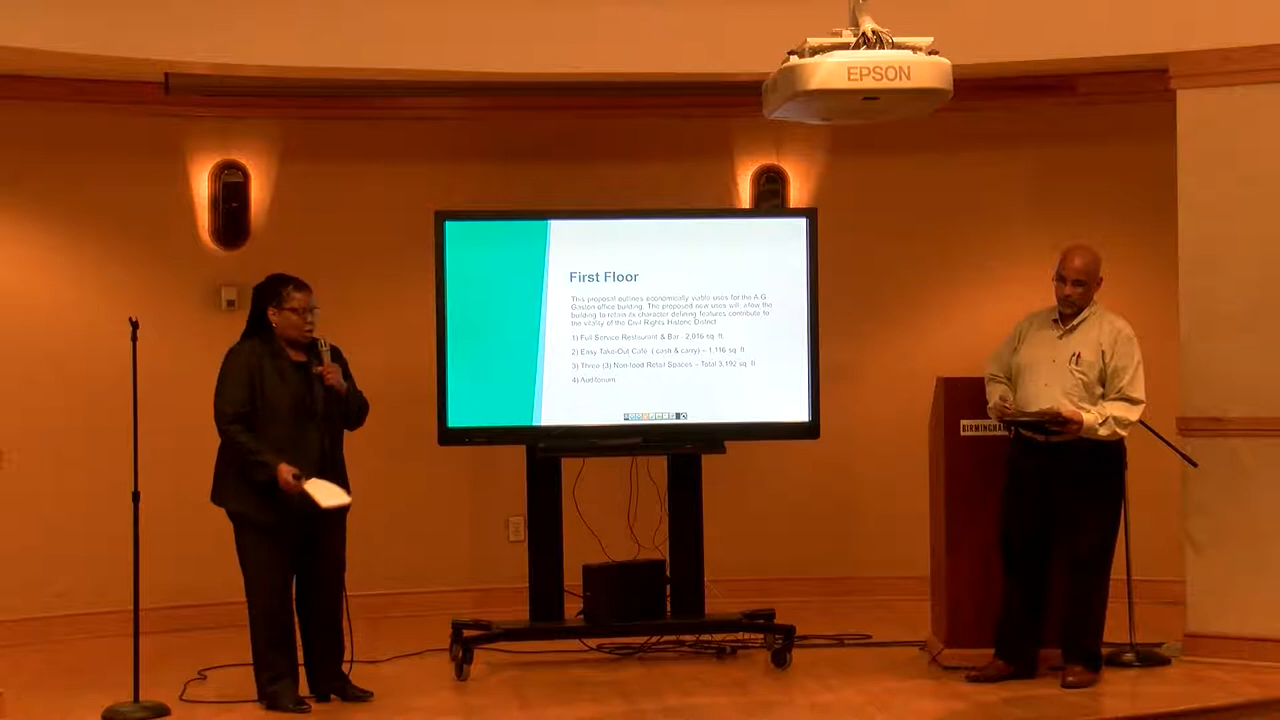 EPSON
First Floor
This proposal outlines economically viable uses for the A.G.
Gaston office building. The proposed new uses will allow the
building to retain its character defining features contribute to
the vitality of the Civil Rights Historic District
1) Full Service Restaurant & Bar - 2,016 sq. ft.
2) Easy Take-Out Café ( cash & carry) – 1,116 sq. ft
3) Three (3) Non-food Retail Spaces – Total 3,192 sq. ft
4) Auditorium
BIRMINGHAM